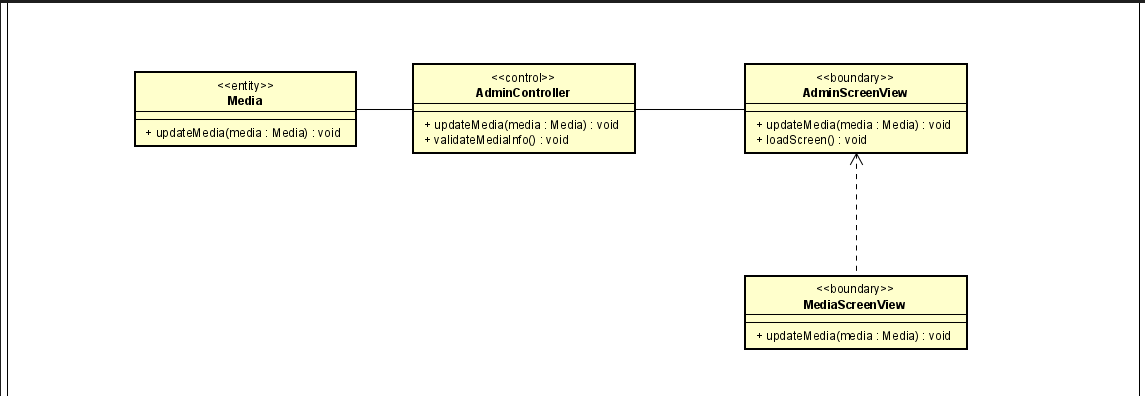 <<entity>>
Media
+ updateMedia(media : Media) : void
<<control>>
AdminController
+ updateMedia(media : Media) : void
+ validateMediaInfo() : void
<<boundary>>
AdminScreenView
+ updateMedia(media : Media) : void
+ loadScreen() : void
<<boundary>>
MediaScreenView
+ updateMedia(media : Media) : void